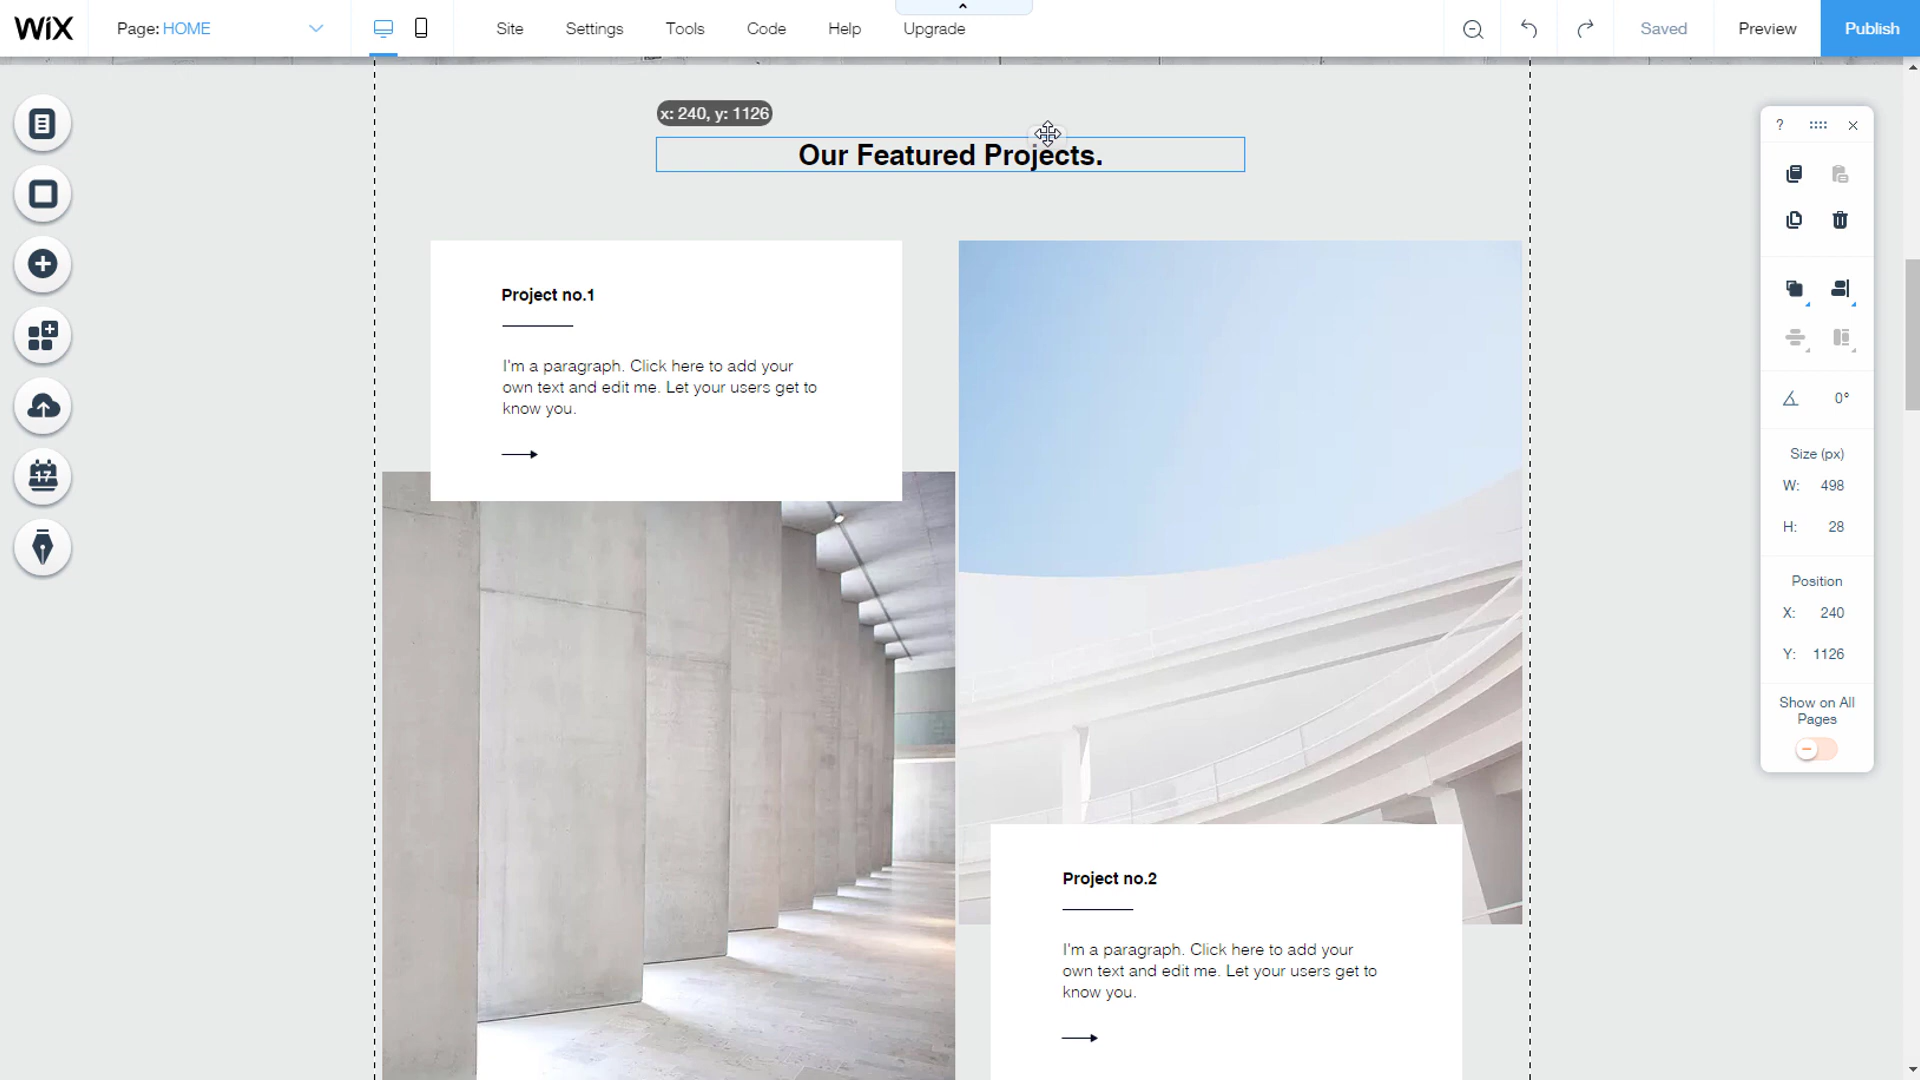 WiX
Page: HOME
Site
Settings
Tools
Code
Help
Upgrade
Saved
Preview
Publish
x: 240, y: 1126
Our Featured Projects.
Project no.1
I'm a paragraph. Click here to add your
own text and edit me. Let your users get to
know you.
Project no.2
I'm a paragraph. Click here to add your
own text and edit me. Let your users get to
know you.
17
?
0°
Size (px)
W: 498
H: 28
Position
X: 240
Y: 1126
Show on All
Pages